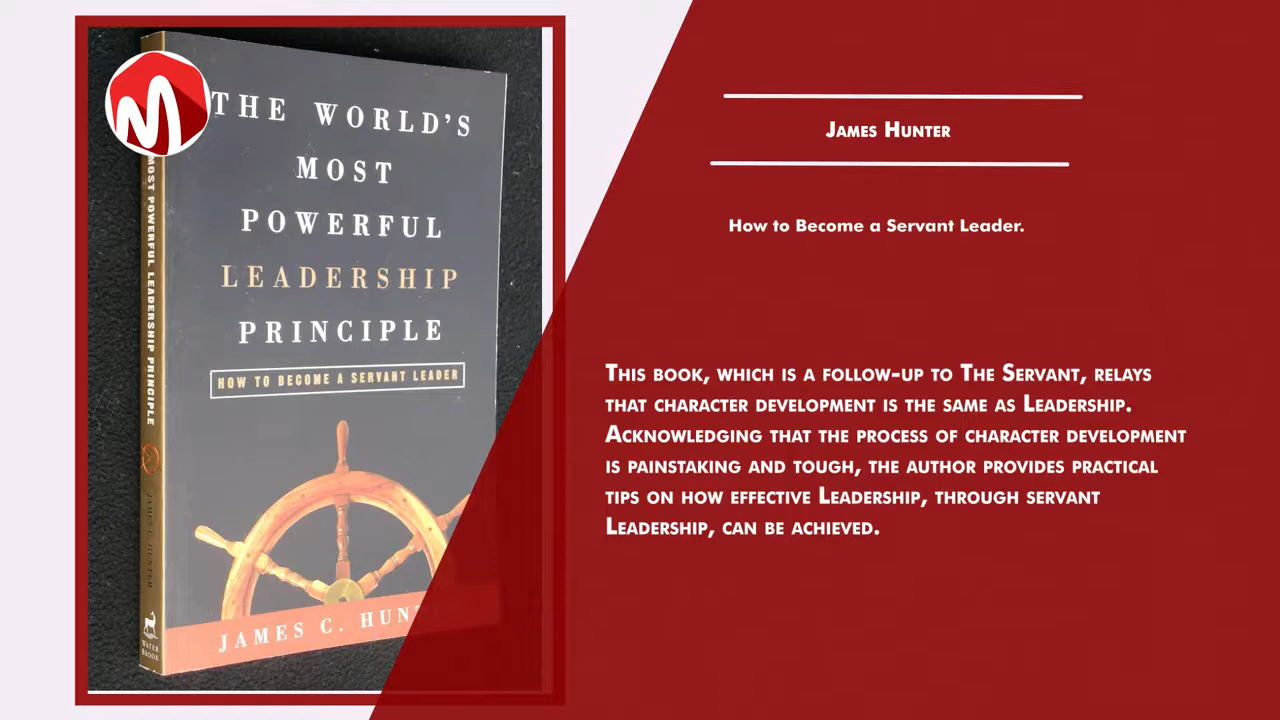 THE WORLD'S
MOST
POWERFUL
LEADERSHIP
PRINCIPLE
HOW TO BECOME A SERVANT LEADER
JAMES C.
MOST POWERFUL LEADERSHIP PRINCIPLE
JAMES C. HUNTER
WATER
BROOK
James Hunter
How to Become a Servant Leader.
This book, which is a follow-up to The Servant, relays
that character development is the same as Leadership.
Acknowledging that the process of character development
is painstaking and tough, the author provides practical
tips on how effective Leadership, through servant
Leadership, can be achieved.